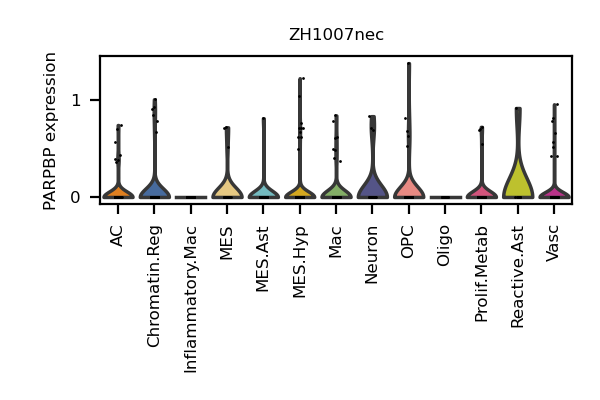 ZH1007nec
PARPBP expression
1
0
AC
Chromatin.Reg
Inflammatory.Mac
MES
MES.Ast
MES.Hyp
Mac
Neuron
OPC
Oligo
Prolif.Metab
Reactive.Ast
Vasc